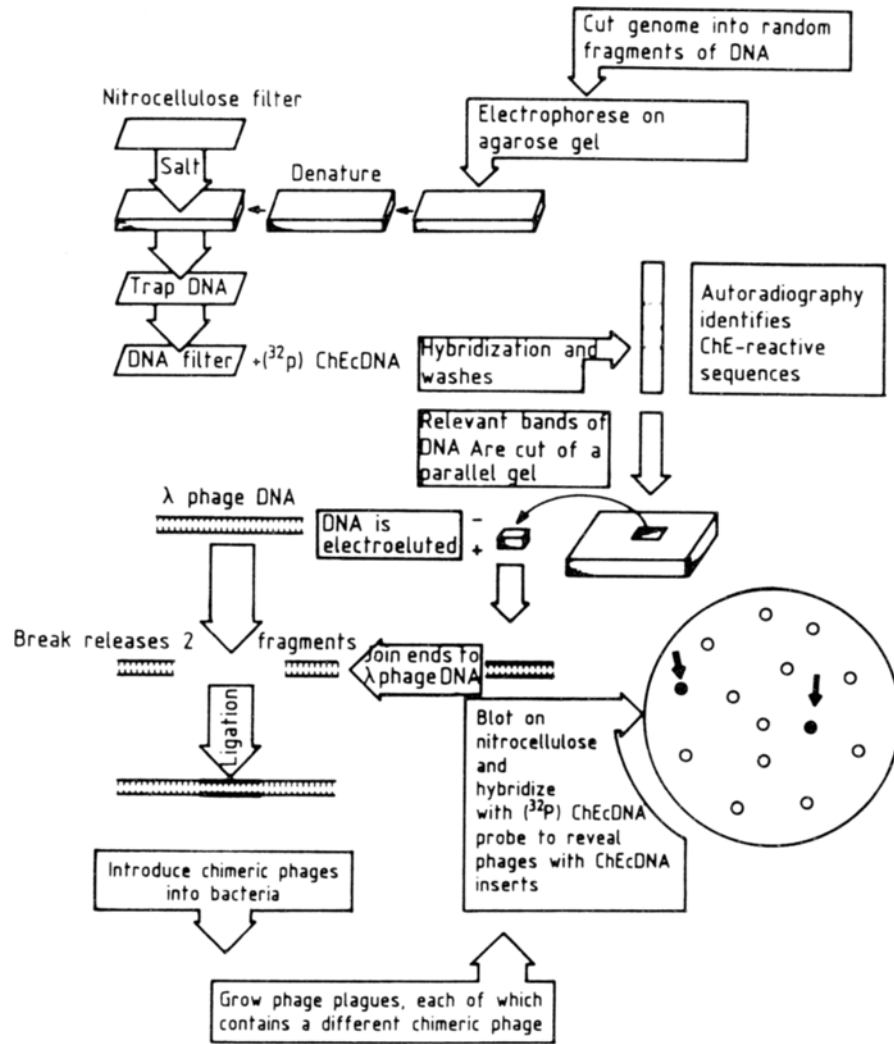 Cut genome into random
fragments of DNA
Nitrocellulose filter
Electrophorese on
agarose gel
Salt
Denature
Trap DNA
DNA filter +(³²p) ChEcDNA
Hybridization and
washes
Autoradiography
identifies
ChE-reactive
sequences
Relevant bands of
DNA Are cut of a
parallel gel
λ phage DNA
DNA is
electroeluted
-
+
Break releases 2 fragments
Join ends to
λ phage DNA
Ligation
Blot on
nitrocellulose
and
hybridize
with (³²P) ChEcDNA
probe to reveal
phages with ChEcDNA
inserts
Introduce chimeric phages
into bacteria
Grow phage plagues, each of which
contains a different chimeric phage